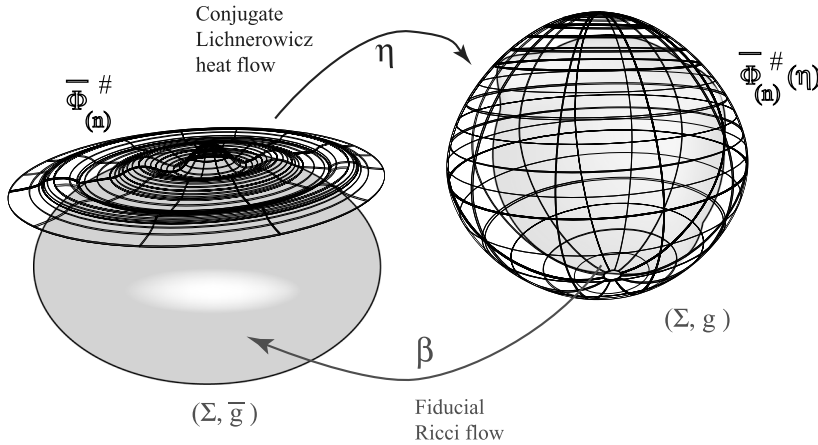 Conjugate
Lichnerowicz
heat flow
η
Φ̅ #
(n)
Φ̅ # (η)
(n)
(Σ, g )
β
(Σ, g̅ )
Fiducial
Ricci flow